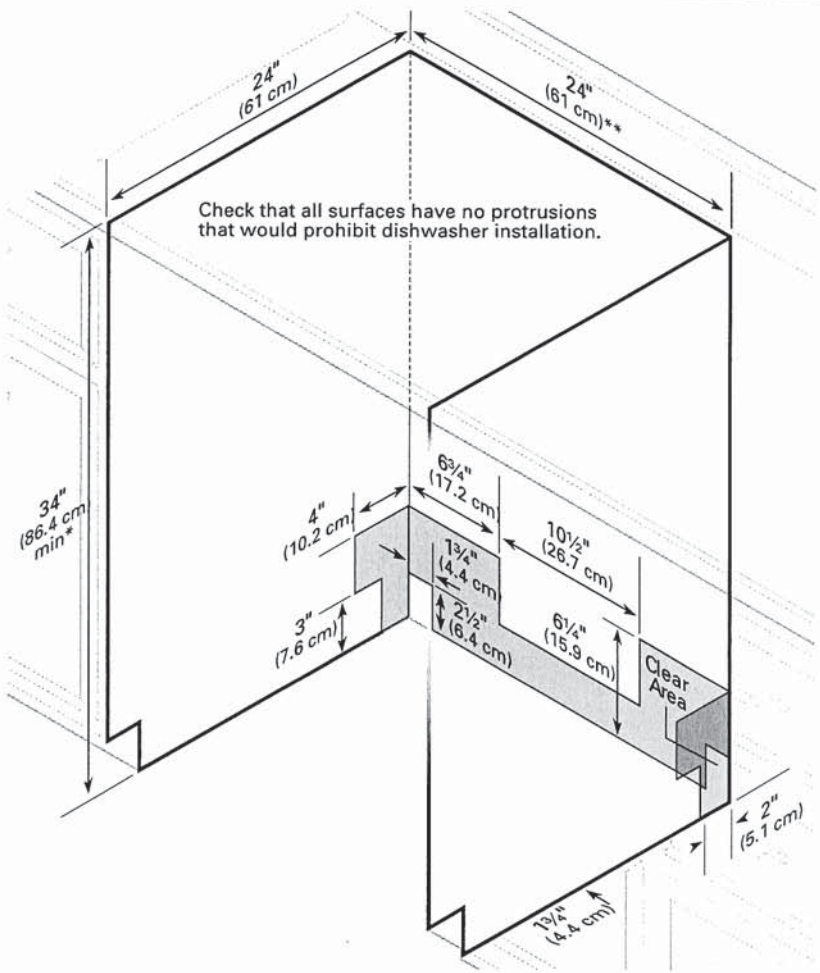 24"
(61 cm)
24"
(61 cm)**
Check that all surfaces have no protrusions
that would prohibit dishwasher installation.
34"
(86.4 cm
min*
4"
(10.2 cm)
6¾"
(17.2 cm)
10½"
(26.7 cm)
1¾"
(4.4 cm)
3"
(7.6 cm)
2½"
(6.4 cm)
6¼"
(15.9 cm)
Clear
Area
2"
(5.1 cm)
1¾"
(4.4 cm)